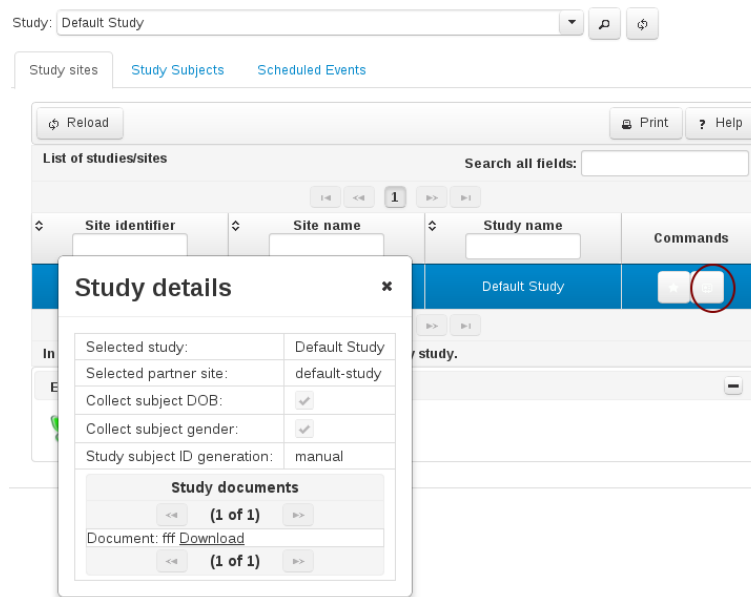 Study: Default Study
Study sites Study Subjects Scheduled Events
Reload Print ? Help
List of studies/sites Search all fields:
1
Site identifier Site name Study name Commands
Default Study
Study details
In y study.
Selected study: Default Study
Selected partner site: default-study
E
Collect subject DOB:
Collect subject gender:
Study subject ID generation: manual
Study documents
(1 of 1)
Document: fff Download
(1 of 1)